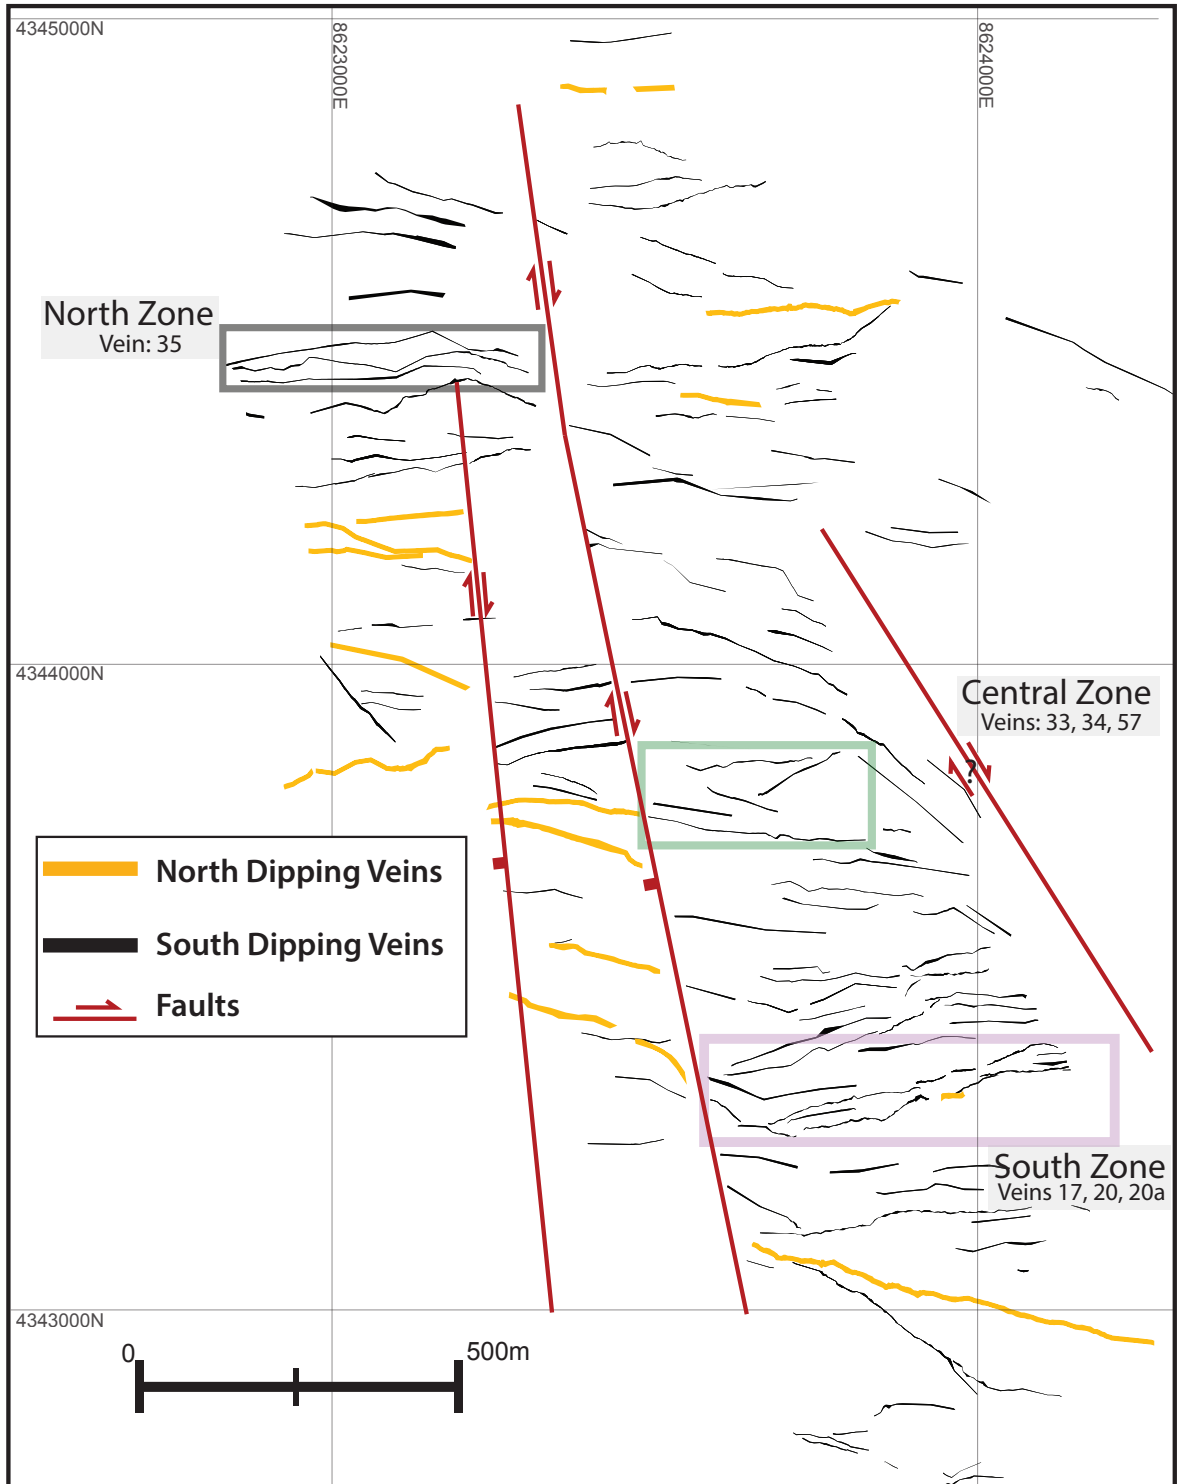 4345000N
8623000E
8624000E
North Zone
Vein: 35
4344000N
Central Zone
Veins: 33, 34, 57
?
North Dipping Veins
South Dipping Veins
Faults
South Zone
Veins 17, 20, 20a
4343000N
0
500m